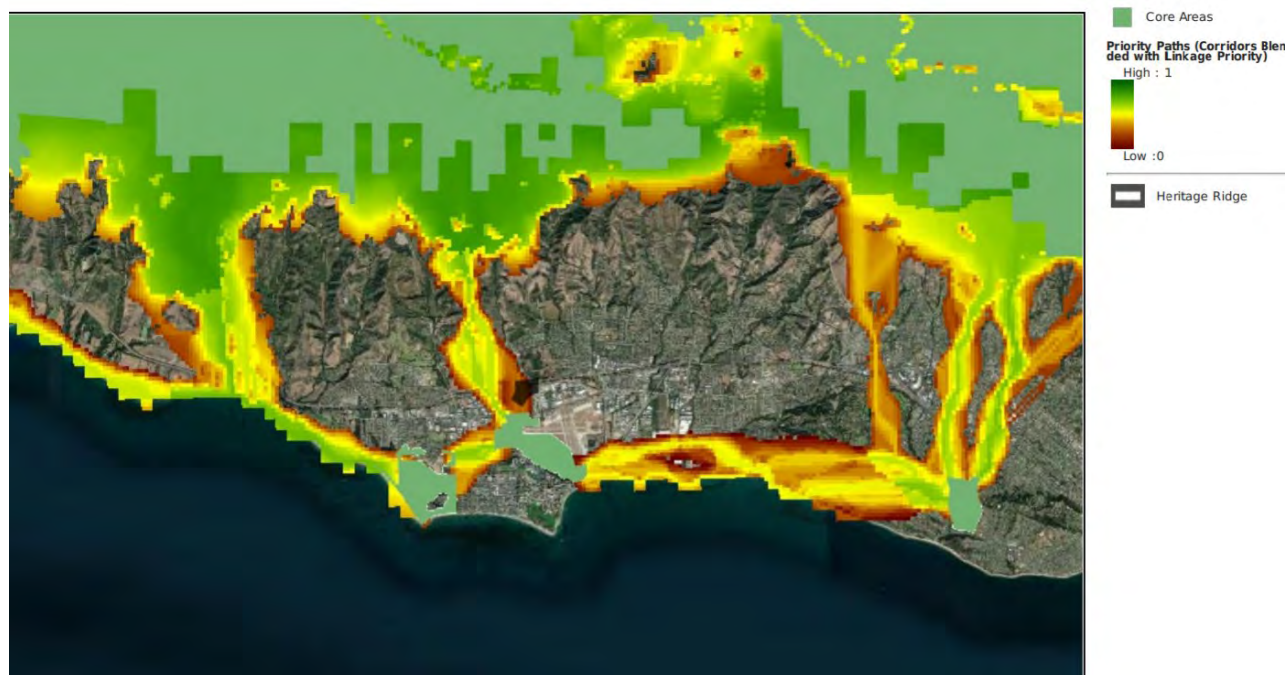 Core Areas
Priority Paths (Corridors Blen
ded with Linkage Priority)
High : 1
Low :0
Heritage Ridge